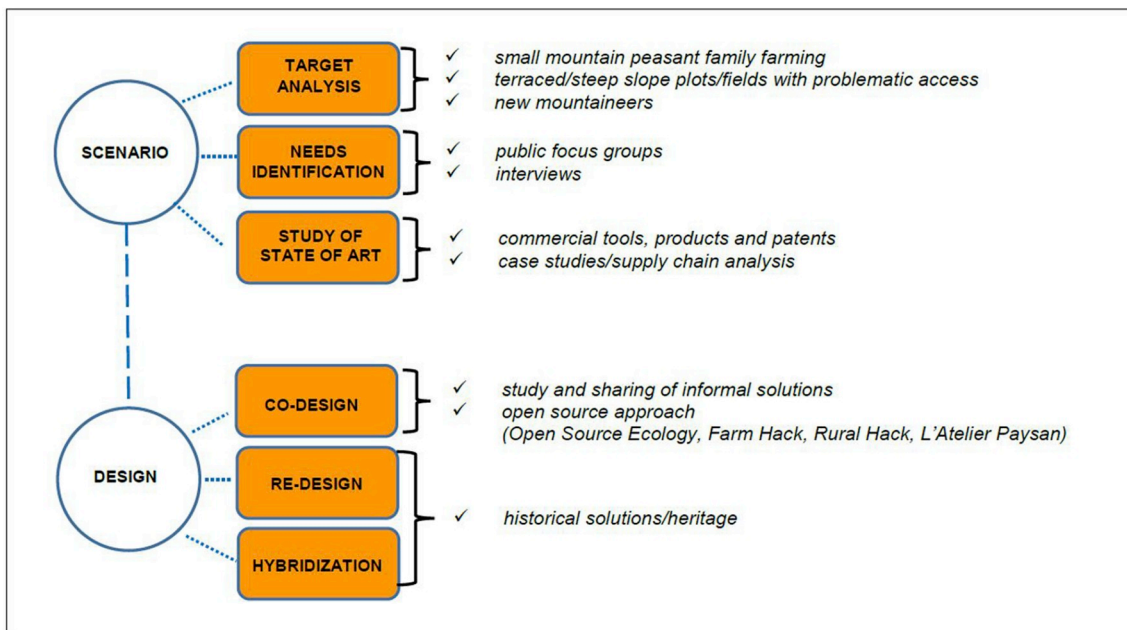 SCENARIO
TARGET
ANALYSIS
✓ small mountain peasant family farming
✓ terraced/steep slope plots/fields with problematic access
✓ new mountaineers
NEEDS
IDENTIFICATION
✓ public focus groups
✓ interviews
STUDY OF
STATE OF ART
✓ commercial tools, products and patents
✓ case studies/supply chain analysis
DESIGN
CO-DESIGN
✓ study and sharing of informal solutions
✓ open source approach
(Open Source Ecology, Farm Hack, Rural Hack, L'Atelier Paysan)
RE-DESIGN
HYBRIDIZATION
✓ historical solutions/heritage